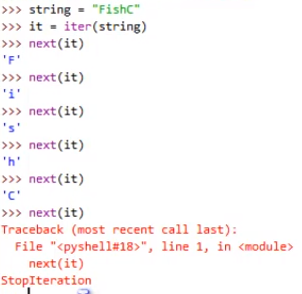 >>> string = "FishC"
>>> it = iter(string)
>>> next(it)
'F'
>>> next(it)
'i'
>>> next(it)
's'
>>> next(it)
'h'
>>> next(it)
'C'
>>> next(it)
Traceback (most recent call last):
  File "<pyshell#18>", line 1, in <module>
    next(it)
StopIteration